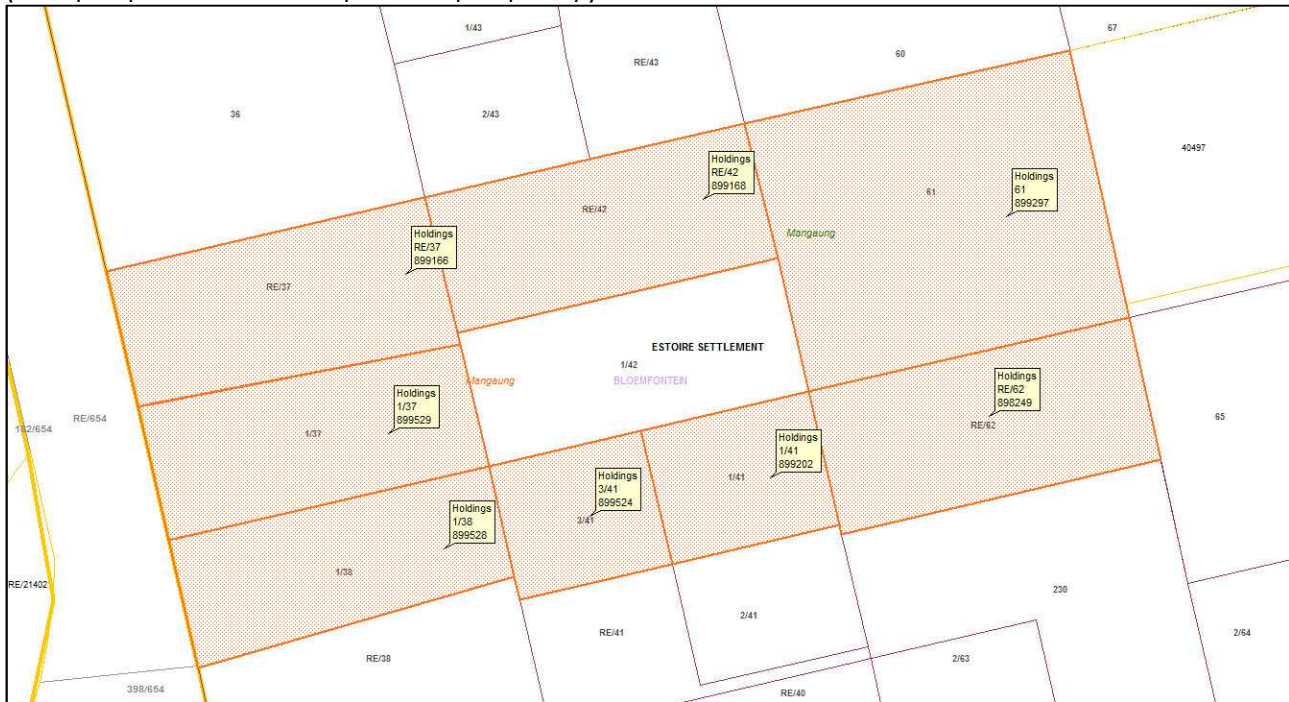 1/43
67
60
RE/43
36
2/43
40497
Holdings
RE/42
899168
Holdings
61
899297
61
RE/42
Mangaung
Holdings
RE/37
899166
RE/37
ESTOIRE SETTLEMENT
1/42
BLOEMFONTEIN
Mangaung
Holdings
1/37
899529
Holdings
RE/62
898249
RE/62
RE/654
182/654
65
1/37
Holdings
1/41
899202
1/41
Holdings
3/41
899524
3/41
Holdings
1/38
899528
1/38
RE/21402
230
2/41
RE/41
2/64
RE/38
2/63
398/654
RE/40